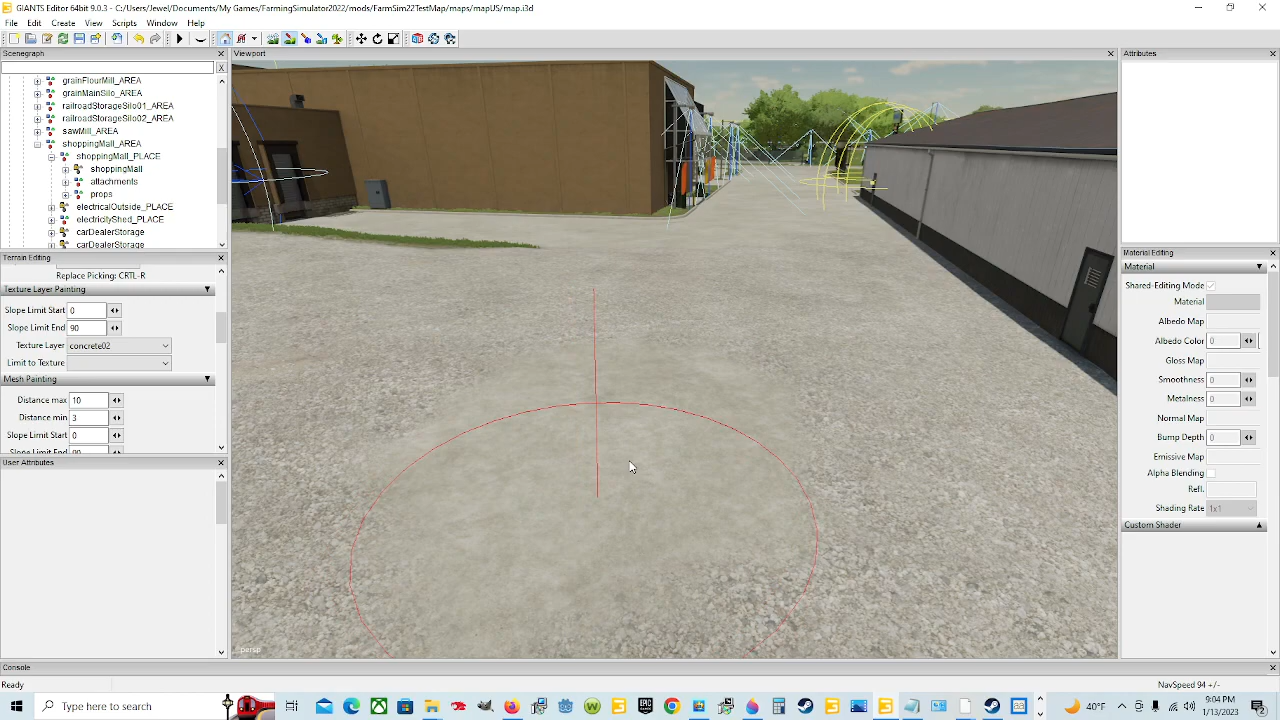 GIANTS Editor 64bit 9.0.3 - C:/Users/Jewel/Documents/My Games/FarmingSimulator2022/mods/FarmSim22TestMap/maps/mapUS/map.i3d
File Edit Create View Scripts Window Help
Scenegraph
X
grainFlourMill_AREA
grainMainSilo_AREA
railroadStorageSilo01_AREA
railroadStorageSilo02_AREA
sawMill_AREA
shoppingMall_AREA
shoppingMall_PLACE
shoppingMall
attachments
props
electricalOutside_PLACE
electricityShed_PLACE
carDealerStorage
carDealerStorage
Terrain Editing
Replace Picking: CRTL-R
Texture Layer Painting
Slope Limit Start 0
Slope Limit End 90
Texture Layer concrete02
Limit to Texture
Mesh Painting
Distance max 10
Distance min 3
Slope Limit Start 0
User Attributes
Viewport
persp
Attributes
Material Editing
Material
Shared-Editing Mode
Material
Albedo Map
Albedo Color 0
Gloss Map
Smoothness 0
Metalness 0
Normal Map
Bump Depth 0
Emissive Map
Alpha Blending
Refl.
Shading Rate 1x1
Custom Shader
Console
Ready
NavSpeed 94 +/-
Type here to search
40°F
9:04 PM
1/13/2023
2